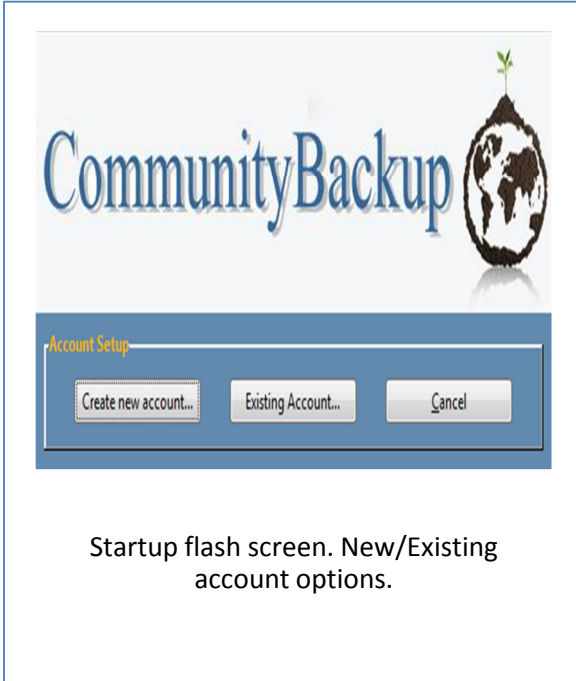 CommunityBackup
Account Setup
Create new account...
Existing Account...
Cancel
Startup flash screen. New/Existing
account options.